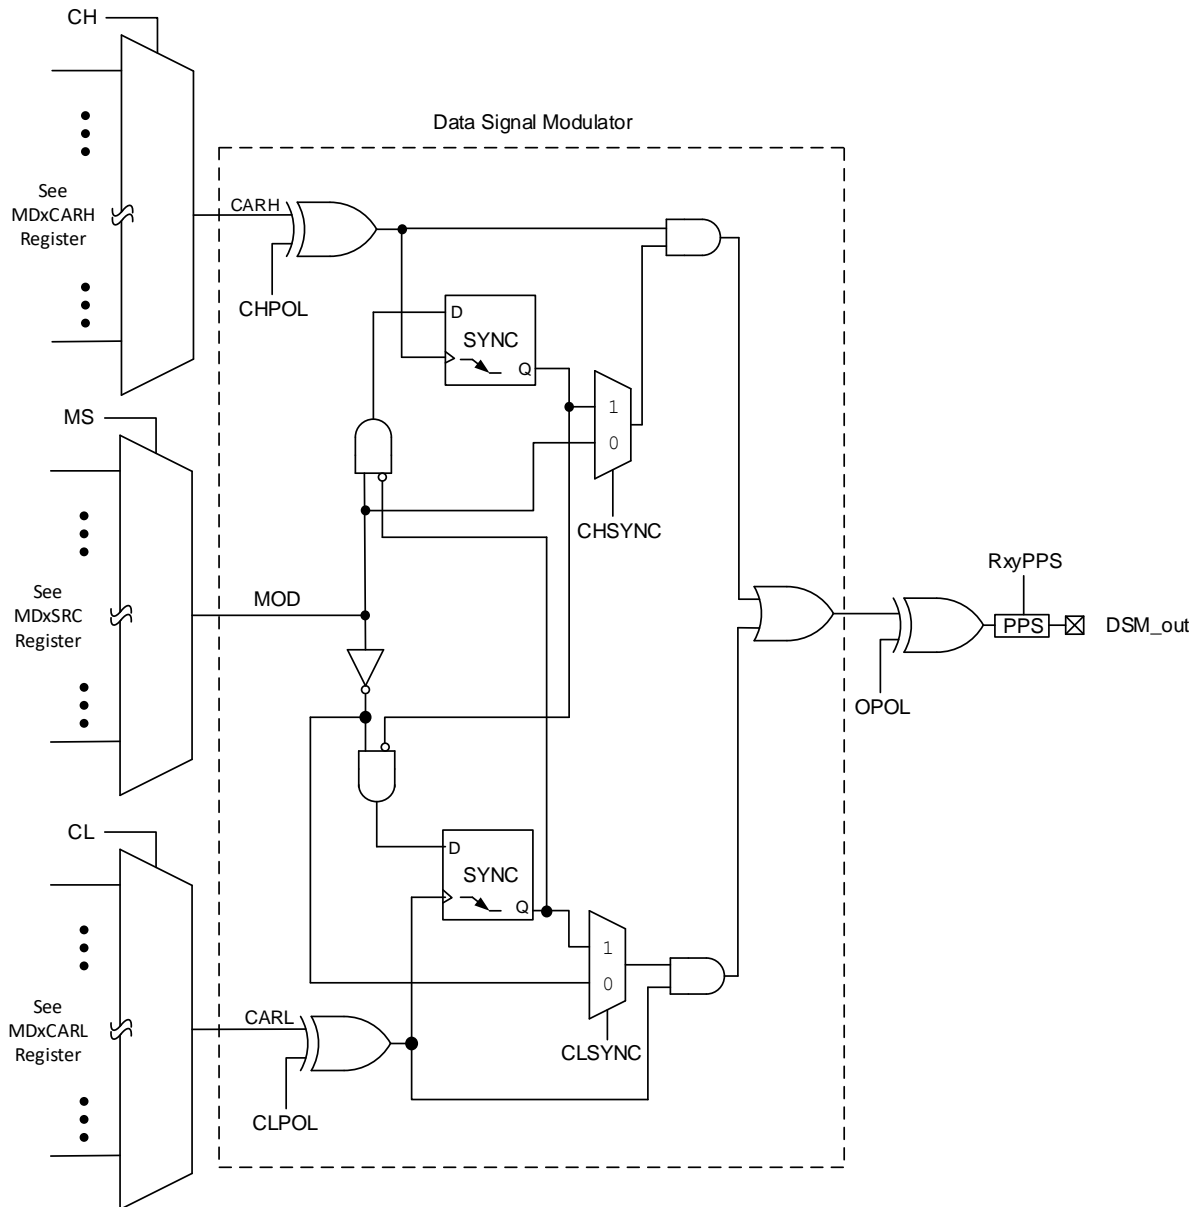 CH
Data Signal Modulator
See
MDxCARH
Register
CARH
CHPOL
D
SYNC
Q
1
0
CHSYNC
MS
See
MDxSRC
Register
MOD
RxyPPS
PPS
DSM_out
OPOL
CL
D
SYNC
Q
1
0
CLSYNC
See
MDxCARL
Register
CARL
CLPOL